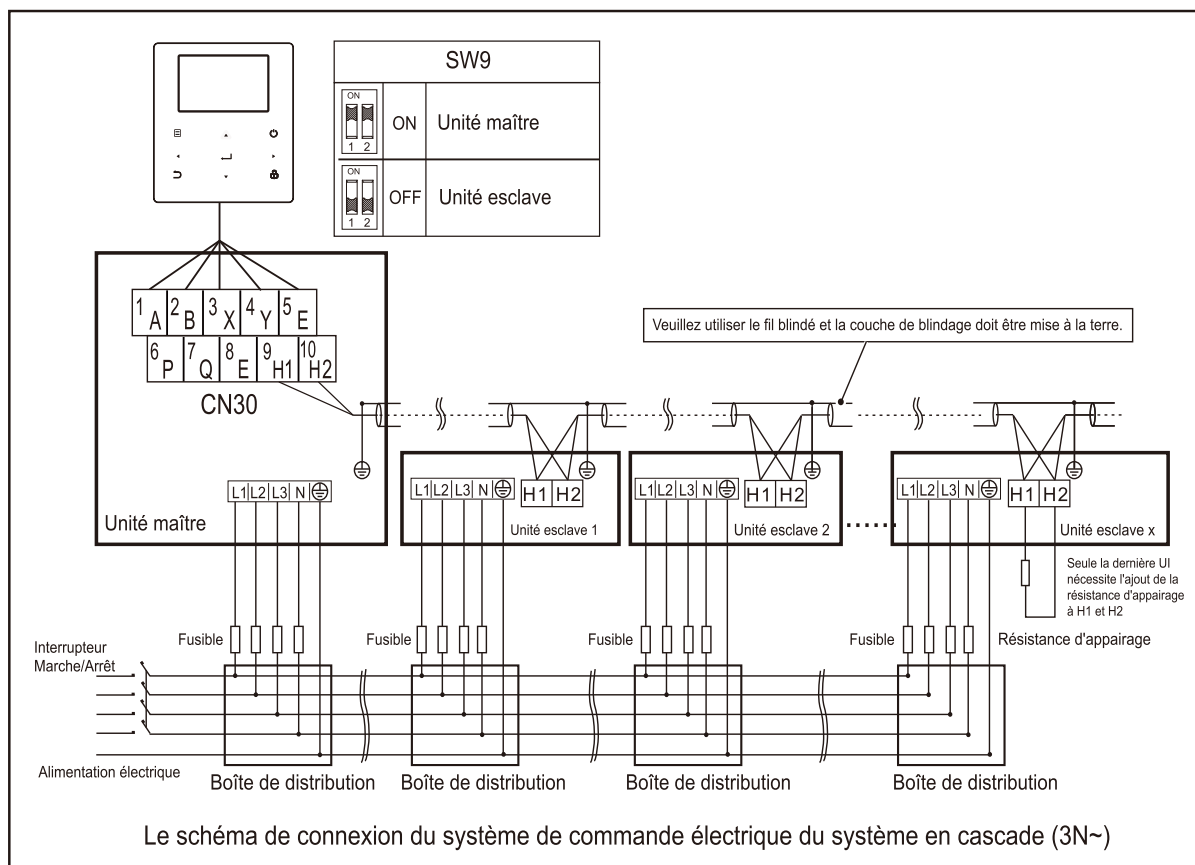 SW9
ON
1 2
ON
Unité maître
ON
1 2
OFF
Unité esclave
1 A
2 B
3 X
4 Y
5 E
6 P
7 Q
8 E
9 H1
10 H2
CN30
Veuillez utiliser le fil blindé et la couche de blindage doit être mise à la terre.
L1 L2 L3 N
Unité maître
L1 L2 L3 N
H1 H2
Unité esclave 1
L1 L2 L3 N
H1 H2
Unité esclave 2
L1 L2 L3 N
H1 H2
Unité esclave x
Seule la dernière UI
nécessite l'ajout de la
résistance d'appairage
à H1 et H2
Fusible
Fusible
Fusible
Fusible
Résistance d'appairage
Interrupteur
Marche/Arrêt
Alimentation électrique
Boîte de distribution
Boîte de distribution
Boîte de distribution
Boîte de distribution
Le schéma de connexion du système de commande électrique du système en cascade (3N~)